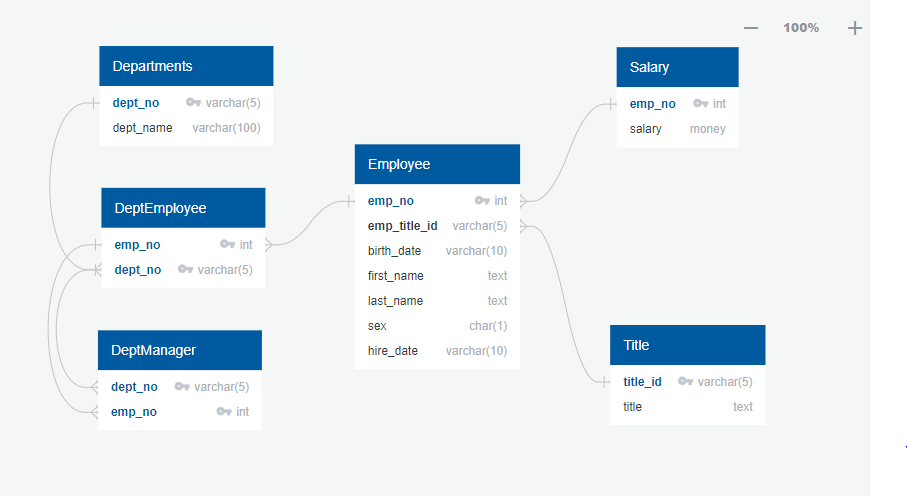 100%
Departments
dept_no varchar(5)
dept_name varchar(100)
DeptEmployee
emp_no int
dept_no varchar(5)
DeptManager
dept_no varchar(5)
emp_no int
Employee
emp_no int
emp_title_id varchar(5)
birth_date varchar(10)
first_name text
last_name text
sex char(1)
hire_date varchar(10)
Salary
emp_no int
salary money
Title
title_id varchar(5)
title text